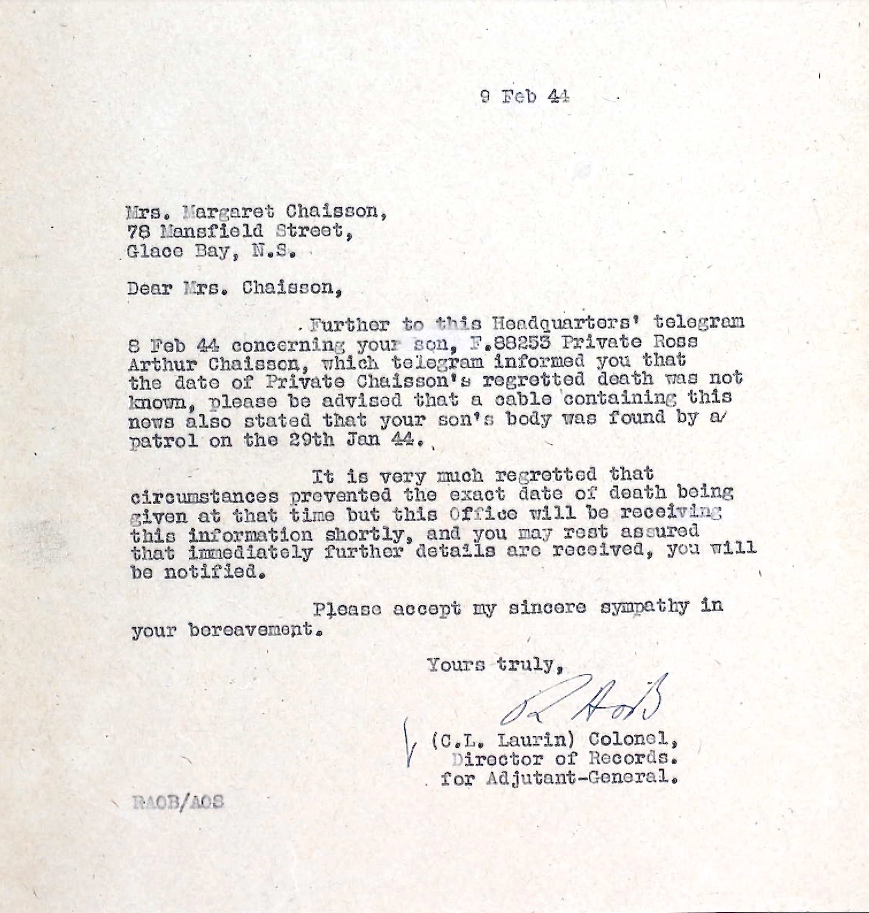 9 Feb 44
Mrs. Margaret Chaisson,
78 Mansfield Street,
Glace Bay, N.S.
Dear Mrs. Chaisson,
Further to this Headquarters' telegram
8 Feb 44 concerning your son, F.88253 Private Ross
Arthur Chaisson, which telegram informed you that
the date of Private Chaisson's regretted death was not
known, please be advised that a cable containing this
news also stated that your son's body was found by a
patrol on the 29th Jan 44.
It is very much regretted that
circumstances prevented the exact date of death being
given at that time but this Office will be receiving
this information shortly, and you may rest assured
that immediately further details are received, you will
be notified.
Please accept my sincere sympathy in
your bereavement.
Yours truly,
(C.L. Laurin) Colonel,
Director of Records.
for Adjutant-General.
RAOB/AOS